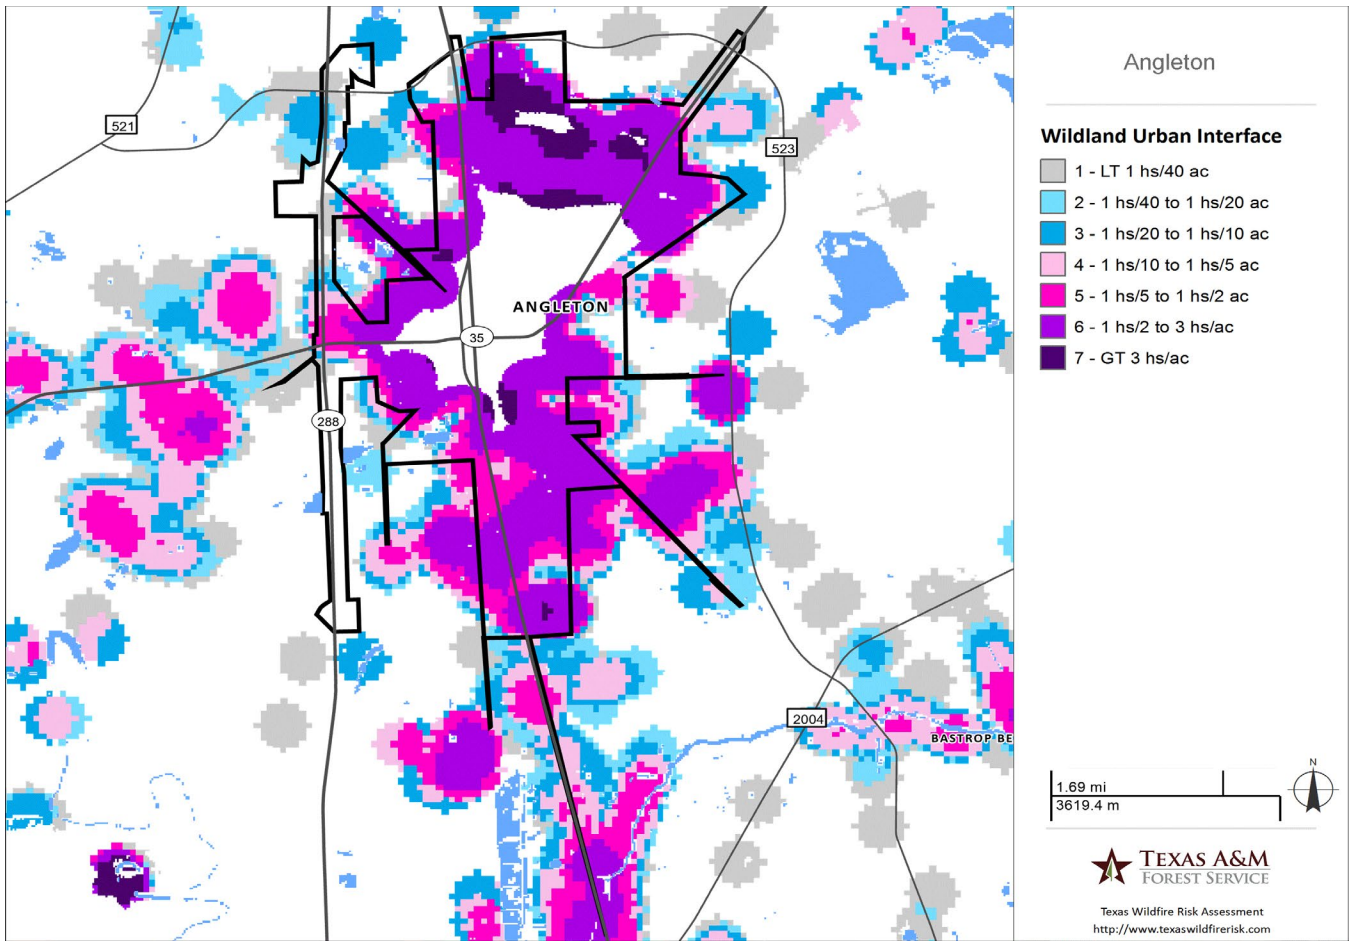 Angleton
Wildland Urban Interface
1 - LT 1 hs/40 ac
2 - 1 hs/40 to 1 hs/20 ac
3 - 1 hs/20 to 1 hs/10 ac
4 - 1 hs/10 to 1 hs/5 ac
5 - 1 hs/5 to 1 hs/2 ac
6 - 1 hs/2 to 3 hs/ac
7 - GT 3 hs/ac
521
523
ANGLETON
35
288
2004
BASTROP BE
N
1.69 mi
3619.4 m
TEXAS A&M
FOREST SERVICE
Texas Wildfire Risk Assessment
http://www.texaswildfirerisk.com